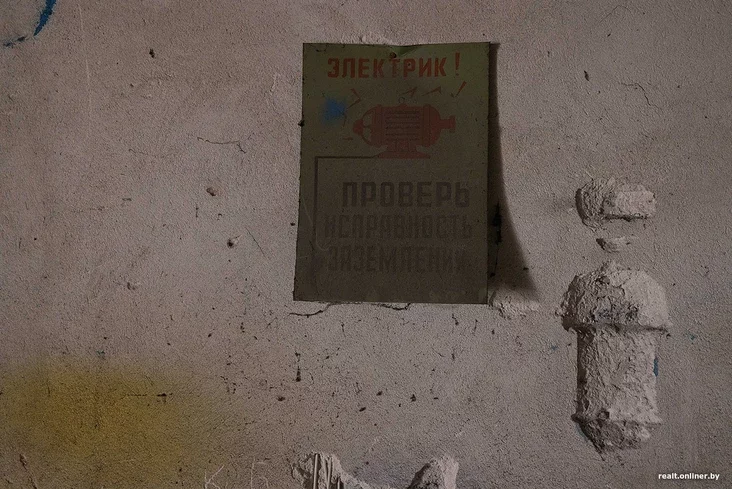 ЭЛЕКТРИК!
ПРОВЕРЬ
ИСПРАВНОСТЬ
ЗАЗЕМЛЕНИЯ
realt.onliner.by